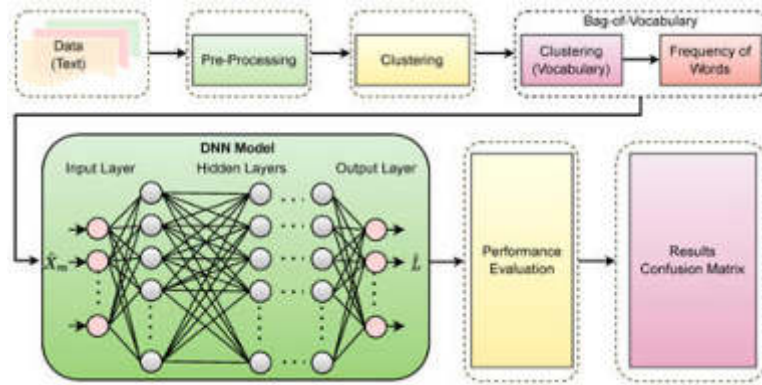 Bag-of-Vocabulary
Data
(Text)
Pre-Processing
Clustering
Clustering
(Vocabulary)
Frequency of
Words
DNN Model
Input Layer
Hidden Layers
Output Layer
X̂ₘ
L̂
Performance
Evaluation
Results
Confusion Matrix